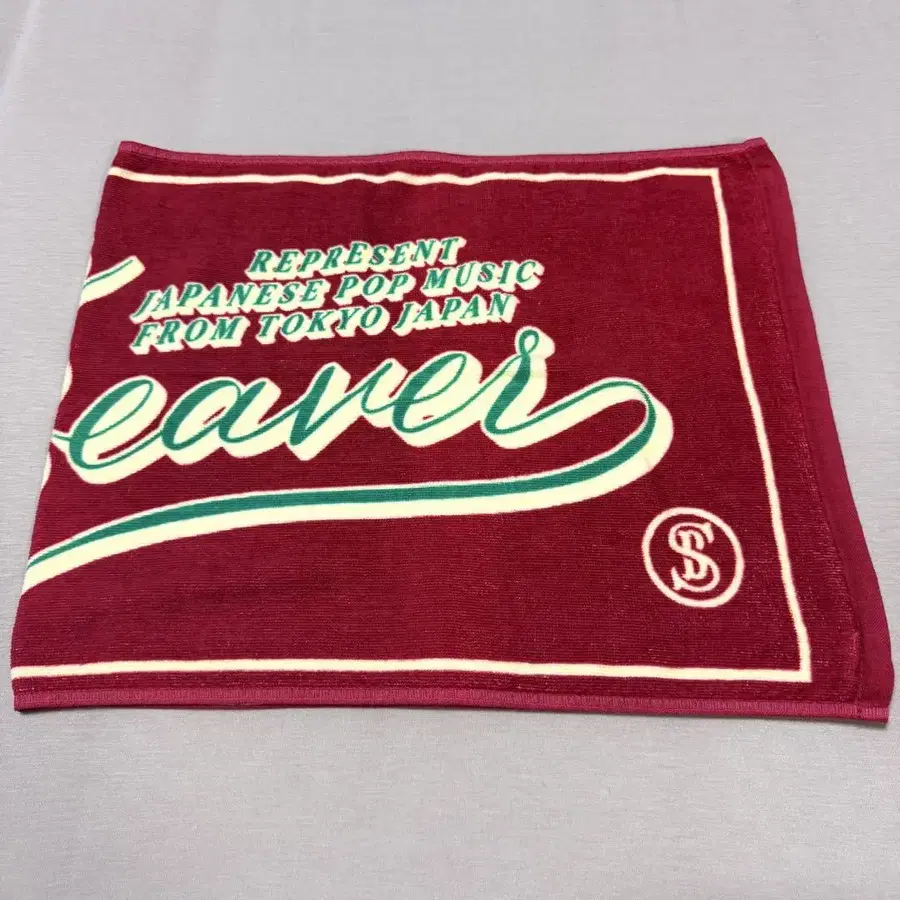 REPRESENT
JAPANESE POP MUSIC
FROM TOKYO JAPAN
eaver